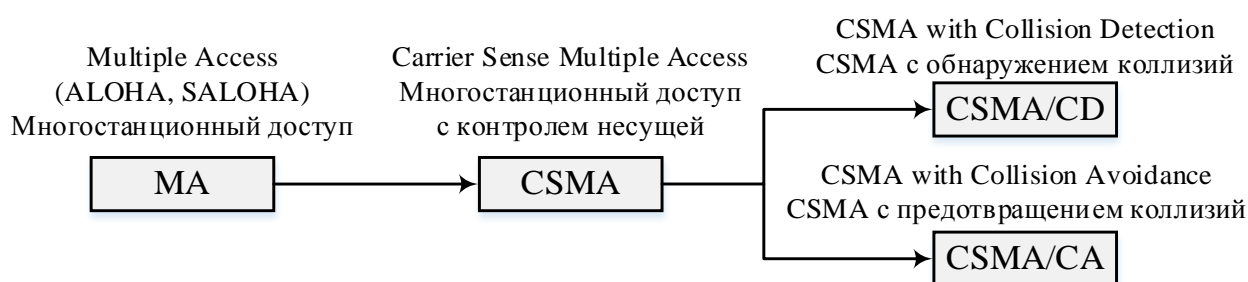 Multiple Access
(ALOHA, SALOHA)
Многостанционный доступ
MA
Carrier Sense Multiple Access
Многостанционный доступ
с контролем несущей
CSMA
CSMA with Collision Detection
CSMA с обнаружением коллизий
CSMA/CD
CSMA with Collision Avoidance
CSMA с предотвращением коллизий
CSMA/CA